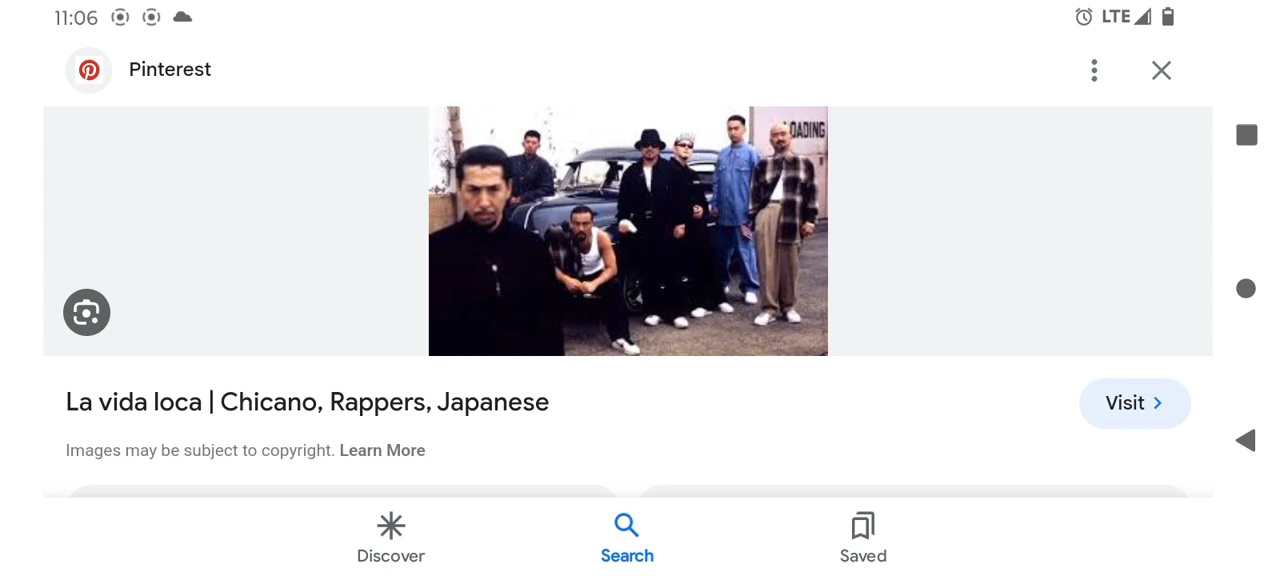 11:06 LTE
Pinterest
LOADING
La vida loca | Chicano, Rappers, Japanese
Visit
Images may be subject to copyright. Learn More
Discover Search Saved